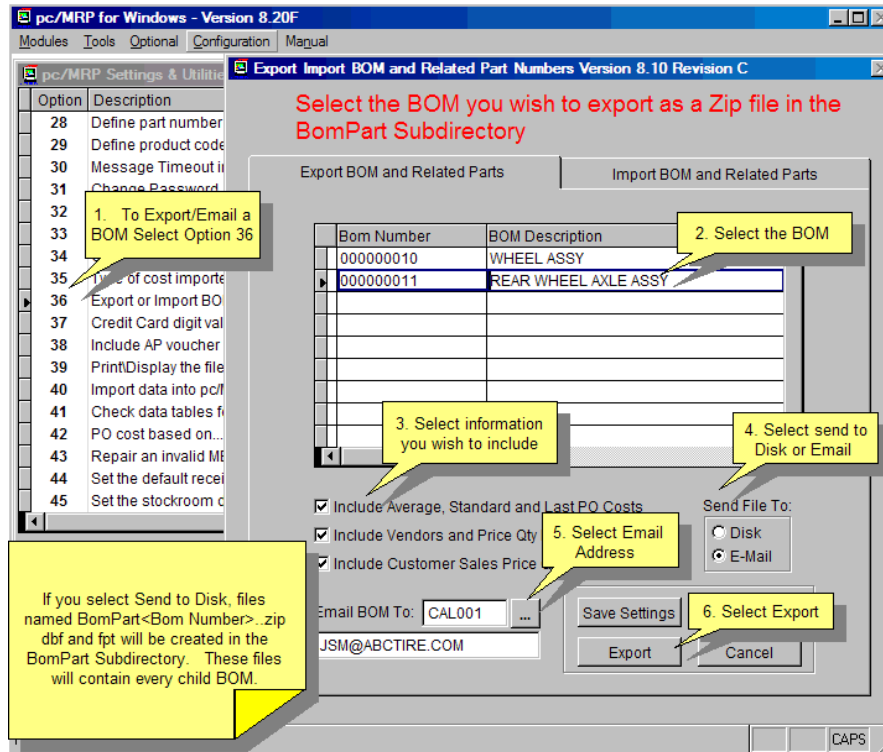 pc/MRP for Windows - Version 8.20F
Modules Tools Optional Configuration Manual
pc/MRP Settings & Utilitie
Export Import BOM and Related Part Numbers Version 8.10 Revision C
Option Description
28 Define part number
29 Define product code
30 Message Timeout i
31 Change Password
32
33
34
35 of cost importe
36 Export or Import BO
37 Credit Card digit val
38 Include AP voucher
39 Print\Display the file
40 Import data into pc/
41 Check data tables f
42 PO cost based on...
43 Repair an invalid
44 Set the default recei
45 Set the stockroom
1. To Export/Email a
BOM Select Option 36
Select the BOM you wish to export as a Zip file in the
BomPart Subdirectory
Export BOM and Related Parts
Import BOM and Related Parts
2. Select the BOM
Bom Number BOM Description
000000010 WHEEL ASSY
000000011 REAR WHEEL AXLE ASSY
3. Select information
you wish to include
4. Select send to
Disk or Email
Include Average, Standard and Last PO Costs
Include Vendors and Price Qty
Include Customer Sales Price
Send File To:
Disk
E-Mail
5. Select Email
Address
Email BOM To: CAL001 ...
JSM@ABCTIRE.COM
Save Settings
6. Select Export
Export
Cancel
If you select Send to Disk, files
named BomPart<Bom Number>..zip
dbf and fpt will be created in the
BomPart Subdirectory. These files
will contain every child BOM.
CAPS